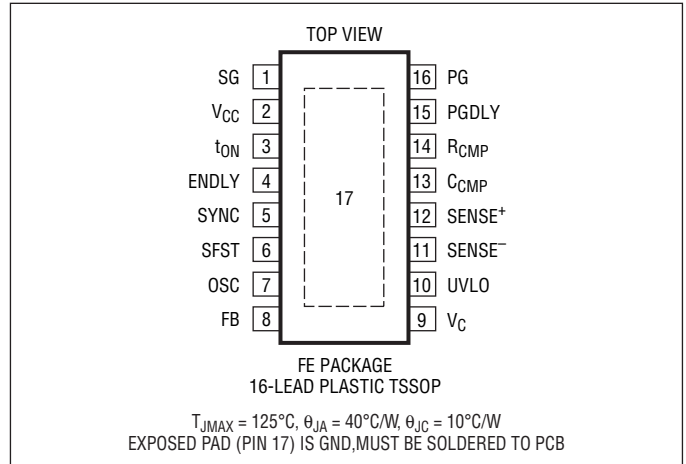 TOP VIEW
SG 1
VCC 2
tON 3
ENDLY 4
SYNC 5
SFST 6
OSC 7
FB 8
17
16 PG
15 PGDLY
14 RCMP
13 CCMP
12 SENSE+
11 SENSE–
10 UVLO
9 VC
FE PACKAGE
16-LEAD PLASTIC TSSOP
TJMAX = 125°C, θJA = 40°C/W, θJC = 10°C/W
EXPOSED PAD (PIN 17) IS GND,MUST BE SOLDERED TO PCB